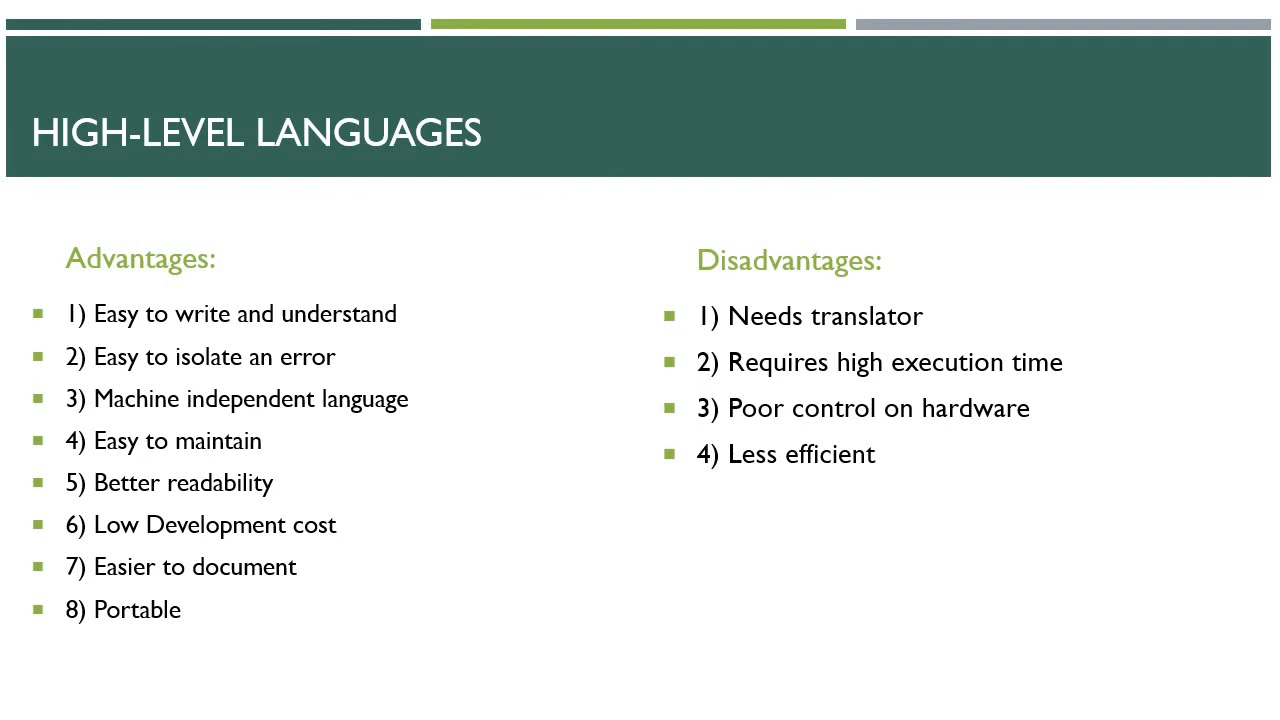 HIGH-LEVEL LANGUAGES
Advantages:
1) Easy to write and understand
2) Easy to isolate an error
3) Machine independent language
4) Easy to maintain
5) Better readability
6) Low Development cost
7) Easier to document
8) Portable
Disadvantages:
1) Needs translator
2) Requires high execution time
3) Poor control on hardware
4) Less efficient